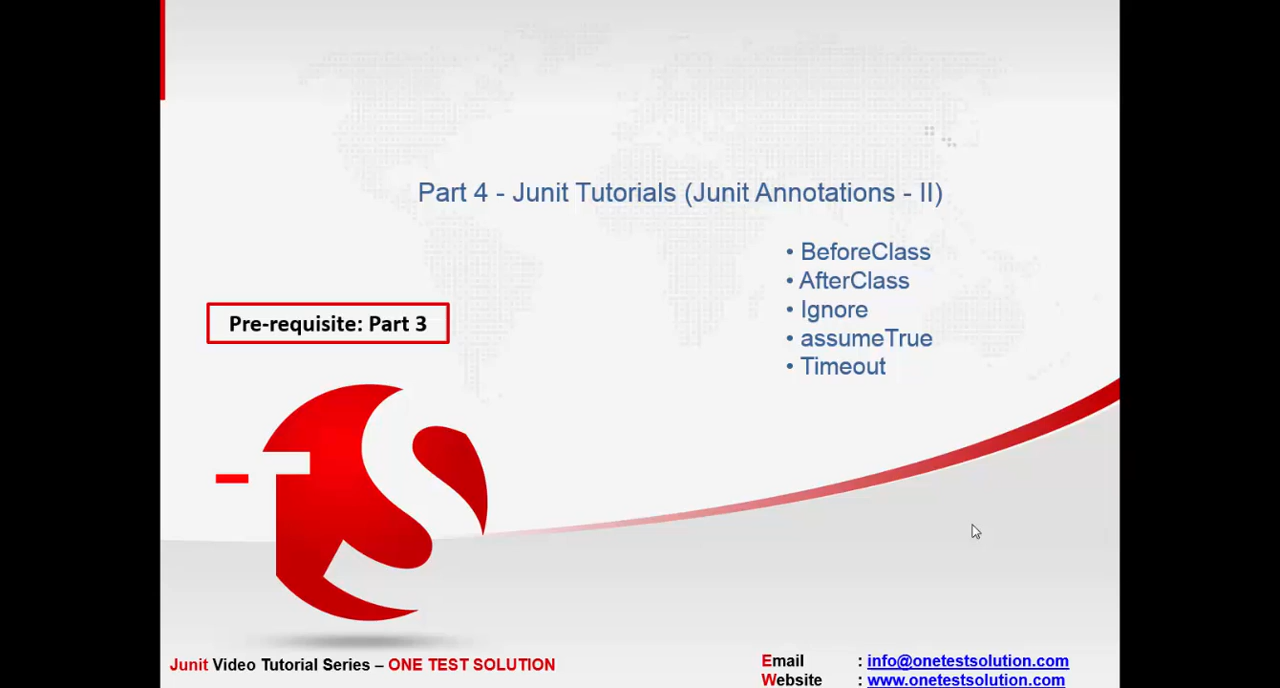 Part 4 - Junit Tutorials (Junit Annotations - II)
• BeforeClass
• AfterClass
• Ignore
• assumeTrue
• Timeout
Pre-requisite: Part 3
Junit Video Tutorial Series – ONE TEST SOLUTION
Email : info@onetestsolution.com
Website : www.onetestsolution.com